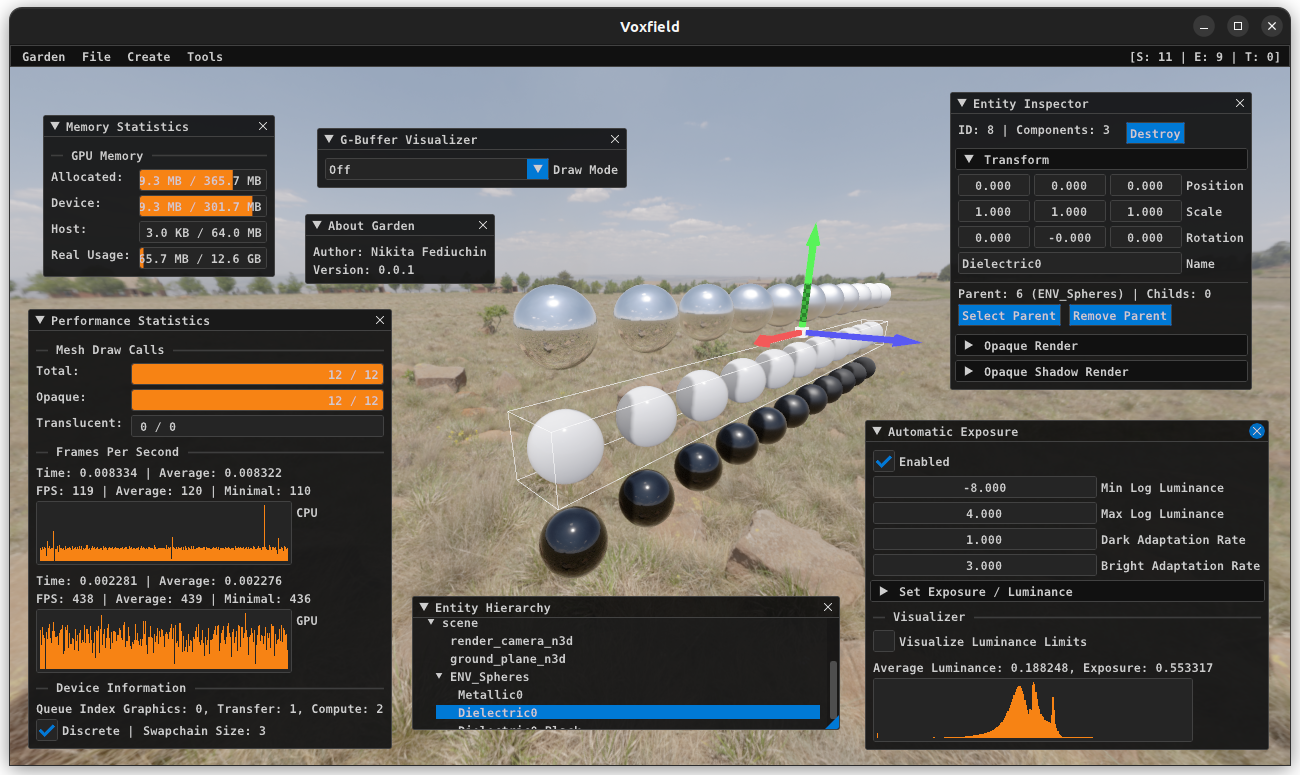 Voxfield
Garden File Create Tools
[S: 11 | E: 9 | T: 0]
Memory Statistics
GPU Memory
Allocated: 9.3 MB / 365.7 MB
Device: 9.3 MB / 301.7 MB
Host: 3.0 KB / 64.0 MB
Real Usage: 55.7 MB / 12.6 GB
G-Buffer Visualizer
Off Draw Mode
About Garden
Author: Nikita Fediuchin
Version: 0.0.1
Performance Statistics
Mesh Draw Calls
Total: 12 / 12
Opaque: 12 / 12
Translucent: 0 / 0
Frames Per Second
Time: 0.008334 | Average: 0.008322
FPS: 119 | Average: 120 | Minimal: 110
CPU
Time: 0.002281 | Average: 0.002276
FPS: 438 | Average: 439 | Minimal: 436
GPU
Device Information
Queue Index Graphics: 0, Transfer: 1, Compute: 2
Discrete | Swapchain Size: 3
Entity Hierarchy
scene
render_camera_n3d
ground_plane_n3d
ENV_Spheres
Metallic0
Dielectric0
Entity Inspector
ID: 8 | Components: 3 Destroy
Transform
0.000 0.000 0.000 Position
1.000 1.000 1.000 Scale
0.000 -0.000 0.000 Rotation
Dielectric0 Name
Parent: 6 (ENV_Spheres) | Childs: 0
Select Parent Remove Parent
Opaque Render
Opaque Shadow Render
Automatic Exposure
Enabled
-8.000 Min Log Luminance
4.000 Max Log Luminance
1.000 Dark Adaptation Rate
3.000 Bright Adaptation Rate
Set Exposure / Luminance
Visualizer
Visualize Luminance Limits
Average Luminance: 0.188248, Exposure: 0.553317